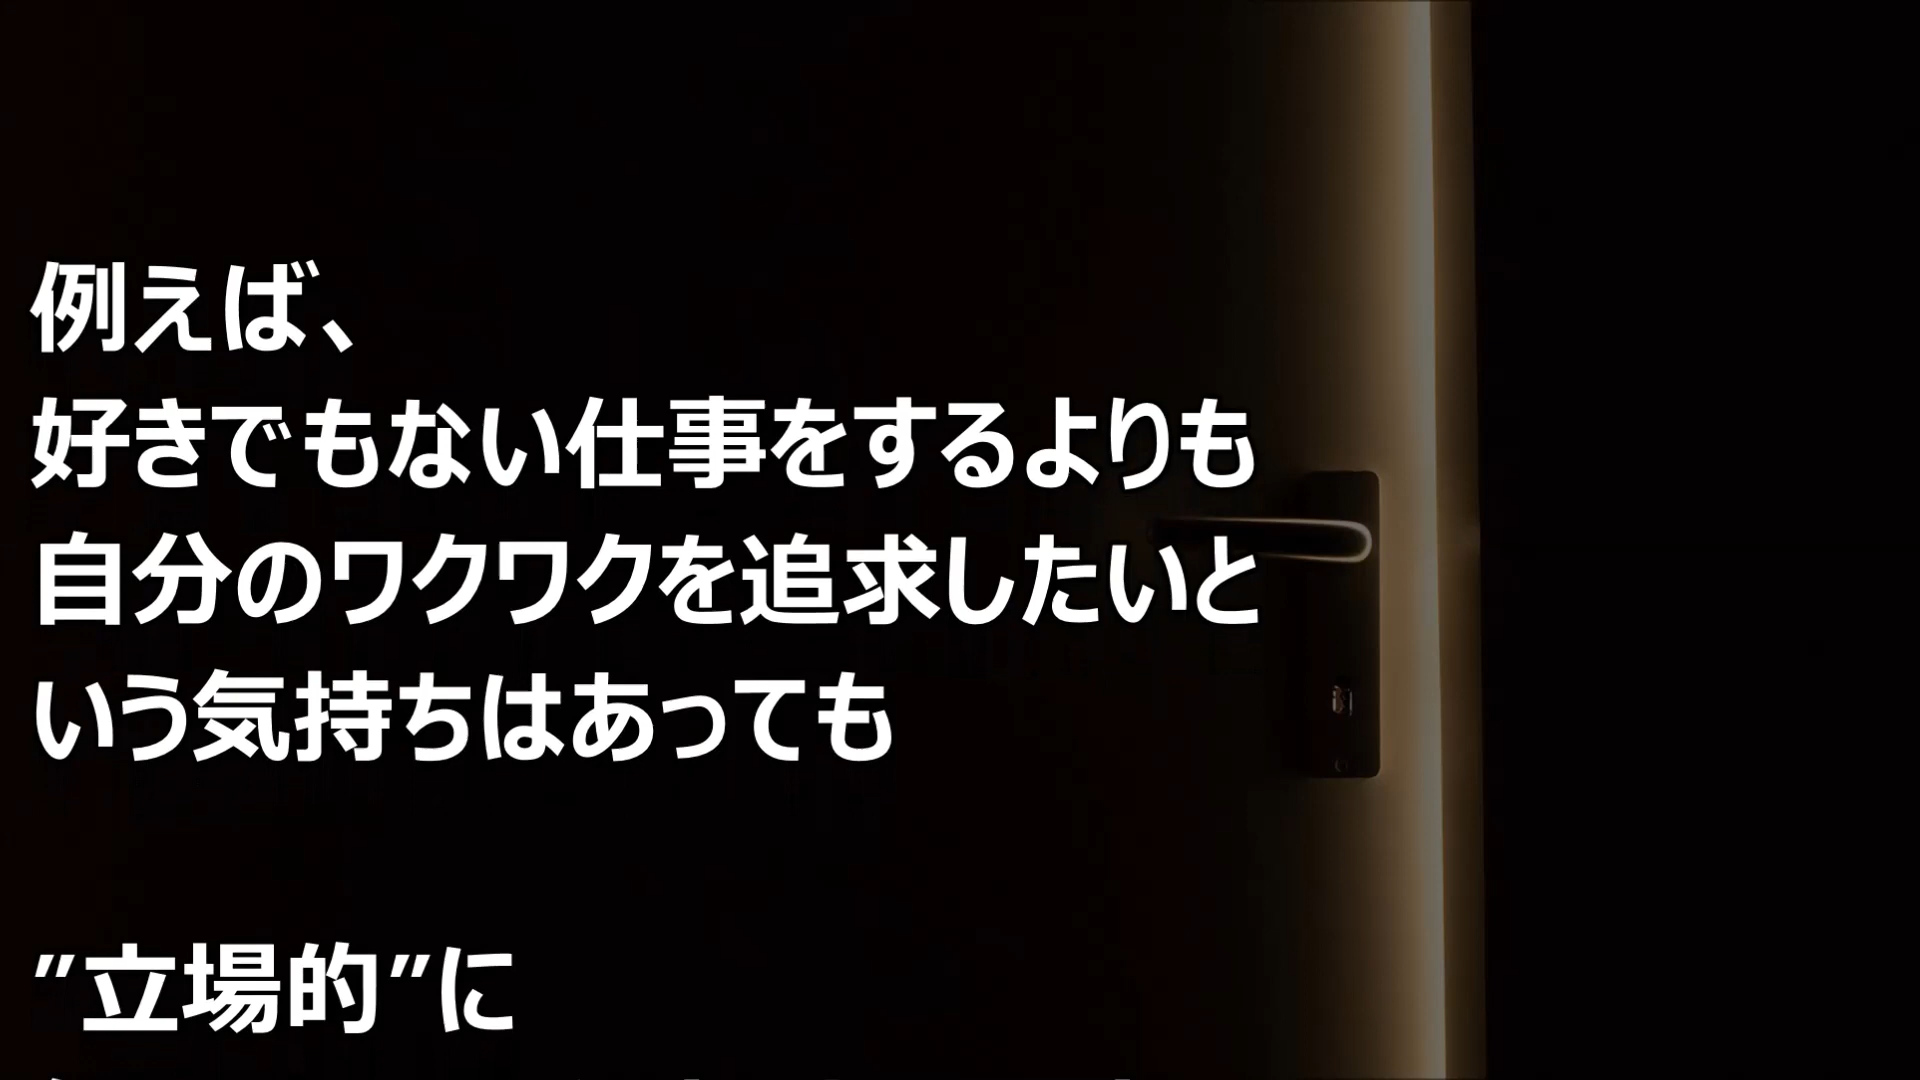 例えば、
好きでもない仕事をするよりも
自分のワクワクを追求したいと
いう気持ちはあっても
"立場的"に